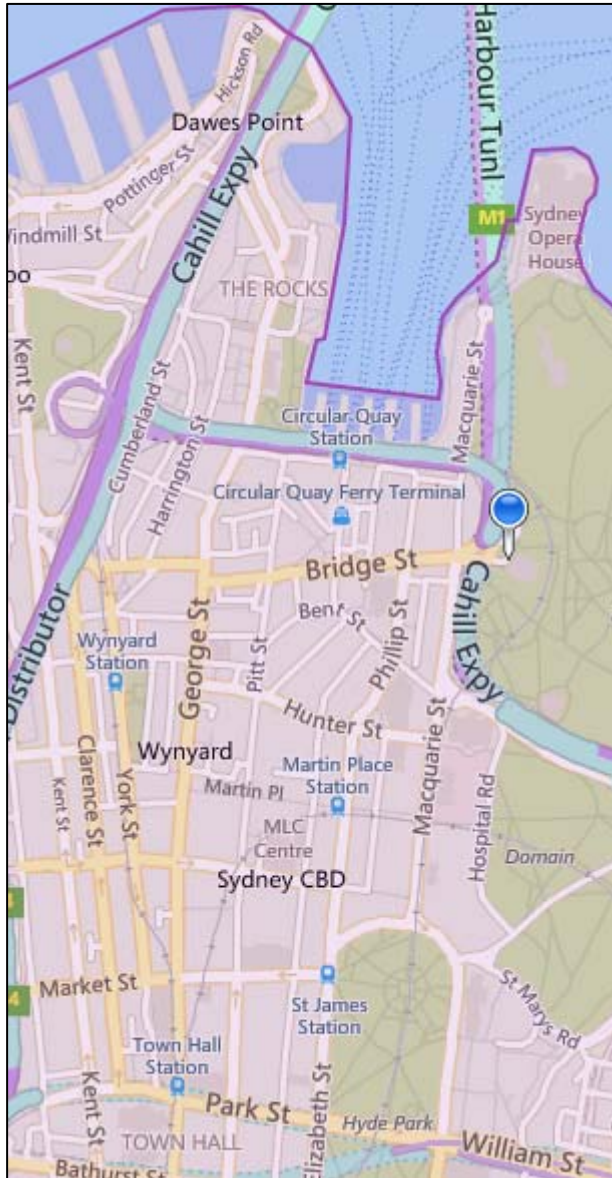 Hickson Rd
Harbour Tunl
Dawes Point
Pottinger St
Cahill Expy
M1
Sydney
Opera
House
Windmill St
THE ROCKS
Kent St
Cumberland St
Harrington St
Macquarie St
Circular Quay
Station
Circular Quay Ferry Terminal
Bridge St
Bent St
Cahill Expy
Distributor
Wynyard
Station
George St
Pitt St
Phillip St
Hunter St
Macquarie St
Wynyard
Clarence St
York St
Kent St
Martin Place
Station
Martin Pl
MLC
Centre
Hospital Rd
Domain
Sydney CBD
4
Market St
St James
Station
St Marys Rd
Town Hall
Station
Kent St
Park St
Elizabeth St
Hyde Park
TOWN HALL
William St
Bathurst St